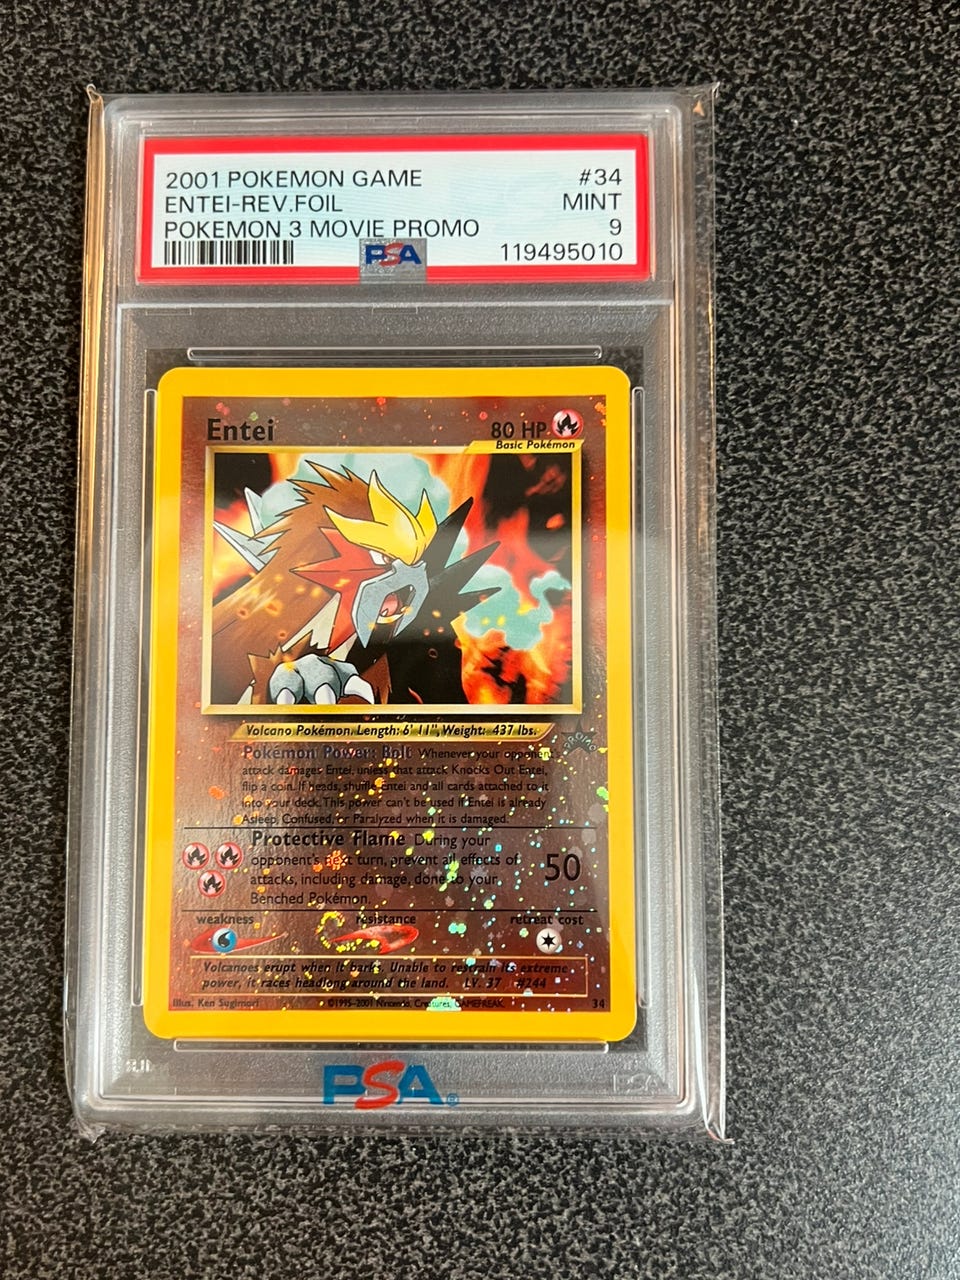 2001 POKEMON GAME #34
ENTEI-REV.FOIL MINT
POKEMON 3 MOVIE PROMO 9
PSA 119495010
Entei 80 HP
Basic Pokémon
Volcano Pokémon. Length: 6' 11", Weight: 437 lbs.
PROMO
Pokémon Power: Bolt Whenever your opponent's
attack damages Entei, unless that attack Knocks Out Entei,
flip a coin. If heads, shuffle Entei and all cards attached to it
into your deck. This power can't be used if Entei is already
Asleep, Confused, or Paralyzed when it is damaged.
Protective Flame During your
opponent's next turn, prevent all effects of
attacks, including damage, done to your
Benched Pokémon.
50
weakness resistance retreat cost
Volcanoes erupt when it barks. Unable to restrain its extreme
power, it races headlong around the land. LV. 37 #244
Illus. Ken Sugimori ©1995-2001 Nintendo, Creatures, GAMEFREAK. 34
PSA®